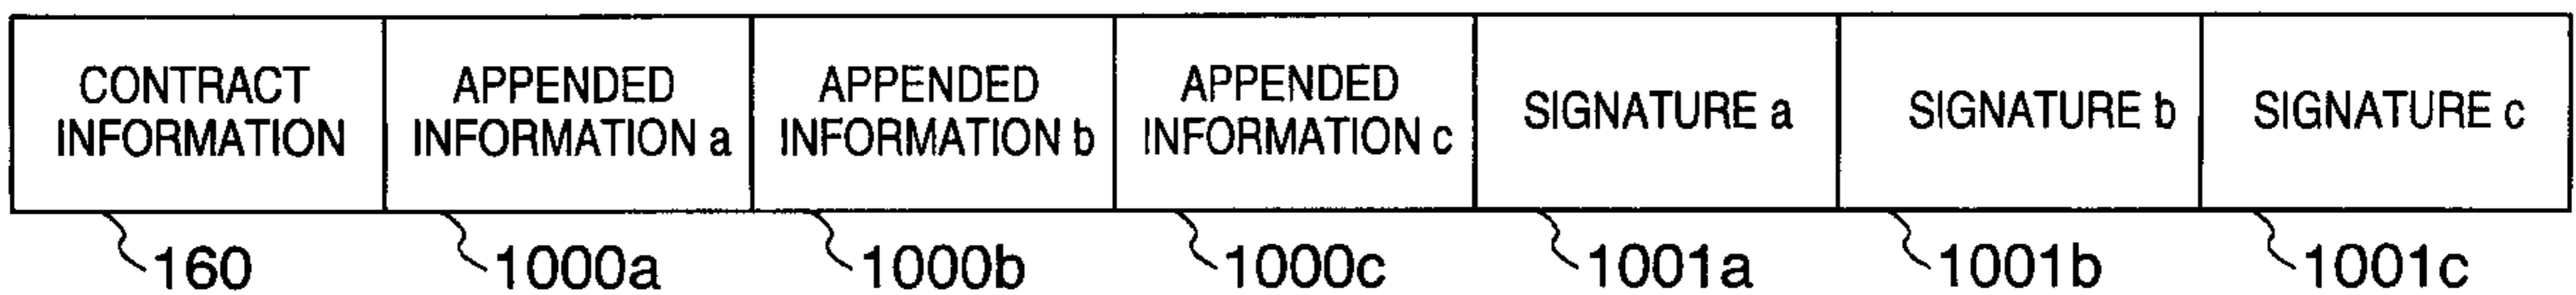 CONTRACT
INFORMATION
APPENDED
INFORMATION a
APPENDED
INFORMATION b
APPENDED
INFORMATION c
SIGNATURE a
SIGNATURE b
SIGNATURE c
160
1000a
1000b
1000c
1001a
1001b
1001c